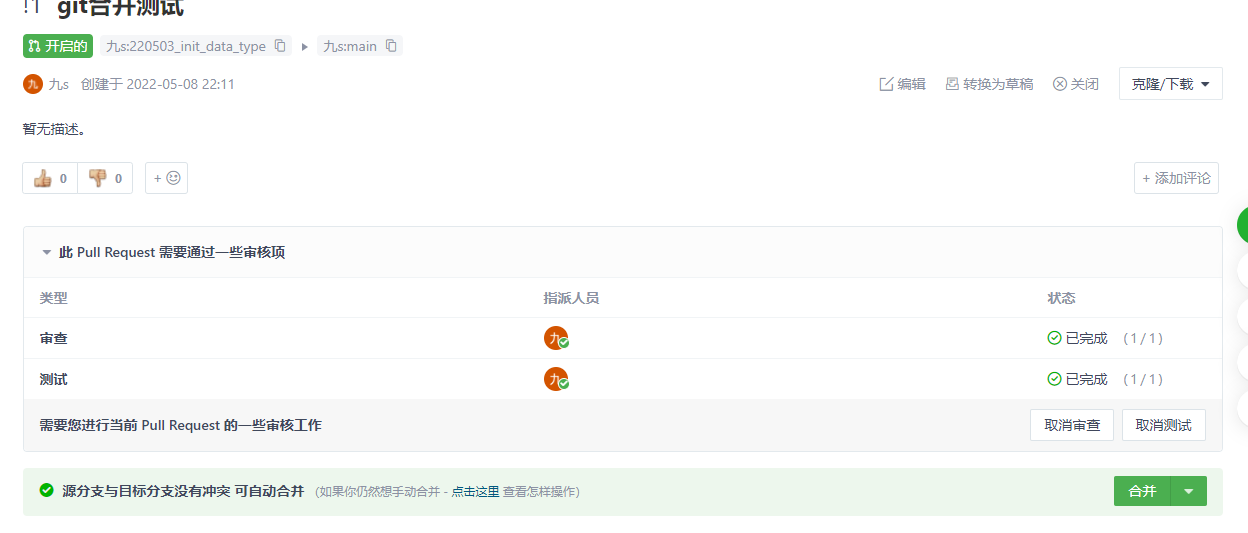 !1 git合并测试
开启的 九s:220503_init_data_type 九s:main
九 九s 创建于 2022-05-08 22:11 编辑 转换为草稿 关闭 克隆/下载
暂无描述。
0 0 + + 添加评论
此 Pull Request 需要通过一些审核项
类型 指派人员 状态
审查 九 已完成 (1/1)
测试 九 已完成 (1/1)
需要您进行当前 Pull Request 的一些审核工作 取消审查 取消测试
源分支与目标分支没有冲突 可自动合并 (如果你仍然想手动合并 - 点击这里 查看怎样操作) 合并